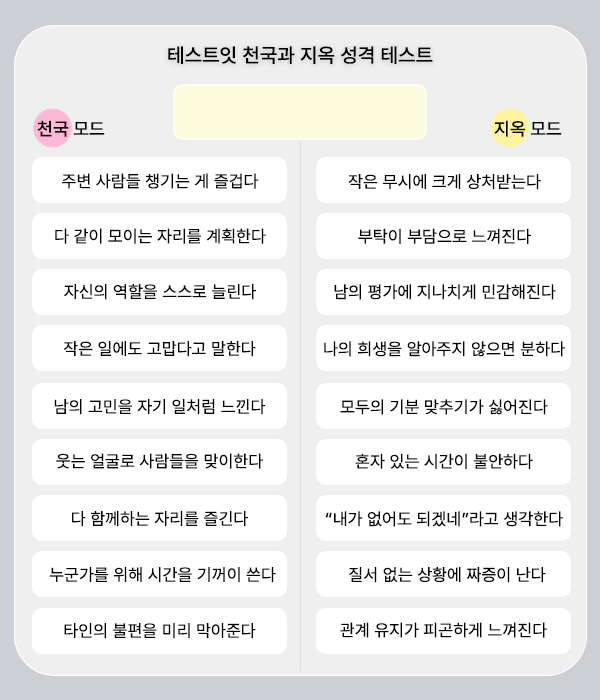 테스트잇 천국과 지옥 성격 테스트
천국 모드
지옥 모드
주변 사람들 챙기는 게 즐겁다
작은 무시에 크게 상처받는다
다 같이 모이는 자리를 계획한다
부탁이 부담으로 느껴진다
자신의 역할을 스스로 늘린다
남의 평가에 지나치게 민감해진다
작은 일에도 고맙다고 말한다
나의 희생을 알아주지 않으면 분하다
남의 고민을 자기 일처럼 느낀다
모두의 기분 맞추기가 싫어진다
웃는 얼굴로 사람들을 맞이한다
혼자 있는 시간이 불안하다
다 함께하는 자리를 즐긴다
“내가 없어도 되겠네”라고 생각한다
누군가를 위해 시간을 기꺼이 쓴다
질서 없는 상황에 짜증이 난다
타인의 불편을 미리 막아준다
관계 유지가 피곤하게 느껴진다